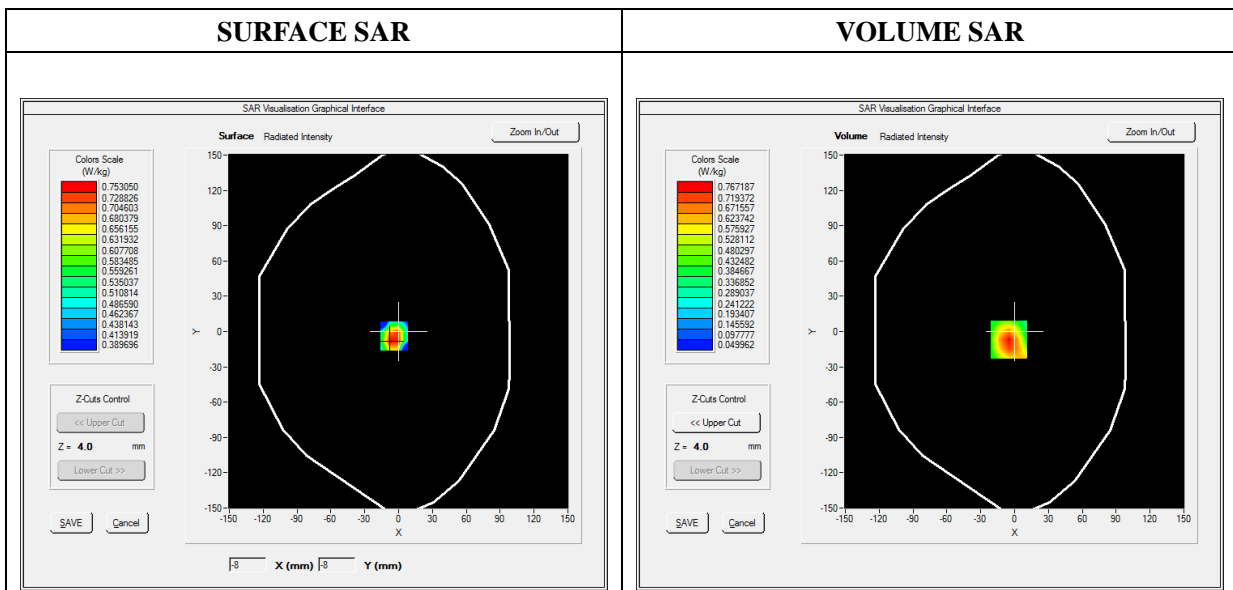 SURFACE SAR
VOLUME SAR
SAR Visualisation Graphical Interface
Surface Radiated Intensity
Zoom In/Out
Colors Scale
(W/kg)
0.753050
0.728826
0.704603
0.680379
0.656155
0.631932
0.607708
0.583485
0.559261
0.535037
0.510814
0.486590
0.462367
0.438143
0.413919
0.389696
Z-Cuts Control
<< Upper Cut
Z = 4.0 mm
Lower Cut >>
SAVE Cancel
150
120
90
60
30
0
-30
-60
-90
-120
-150
Y
-150 -120 -90 -60 -30 0 30 60 90 120 150
X
-8 X (mm) -8 Y (mm)
SAR Visualisation Graphical Interface
Volume Radiated Intensity
Zoom In/Out
Colors Scale
(W/kg)
0.767187
0.719372
0.671557
0.623742
0.575927
0.528112
0.480297
0.432482
0.384667
0.336852
0.289037
0.241222
0.193407
0.145592
0.097777
0.049962
Z-Cuts Control
<< Upper Cut
Z = 4.0 mm
Lower Cut >>
SAVE Cancel
150
120
90
60
30
0
-30
-60
-90
-120
-150
Y
-150 -120 -90 -60 -30 0 30 60 90 120 150
X